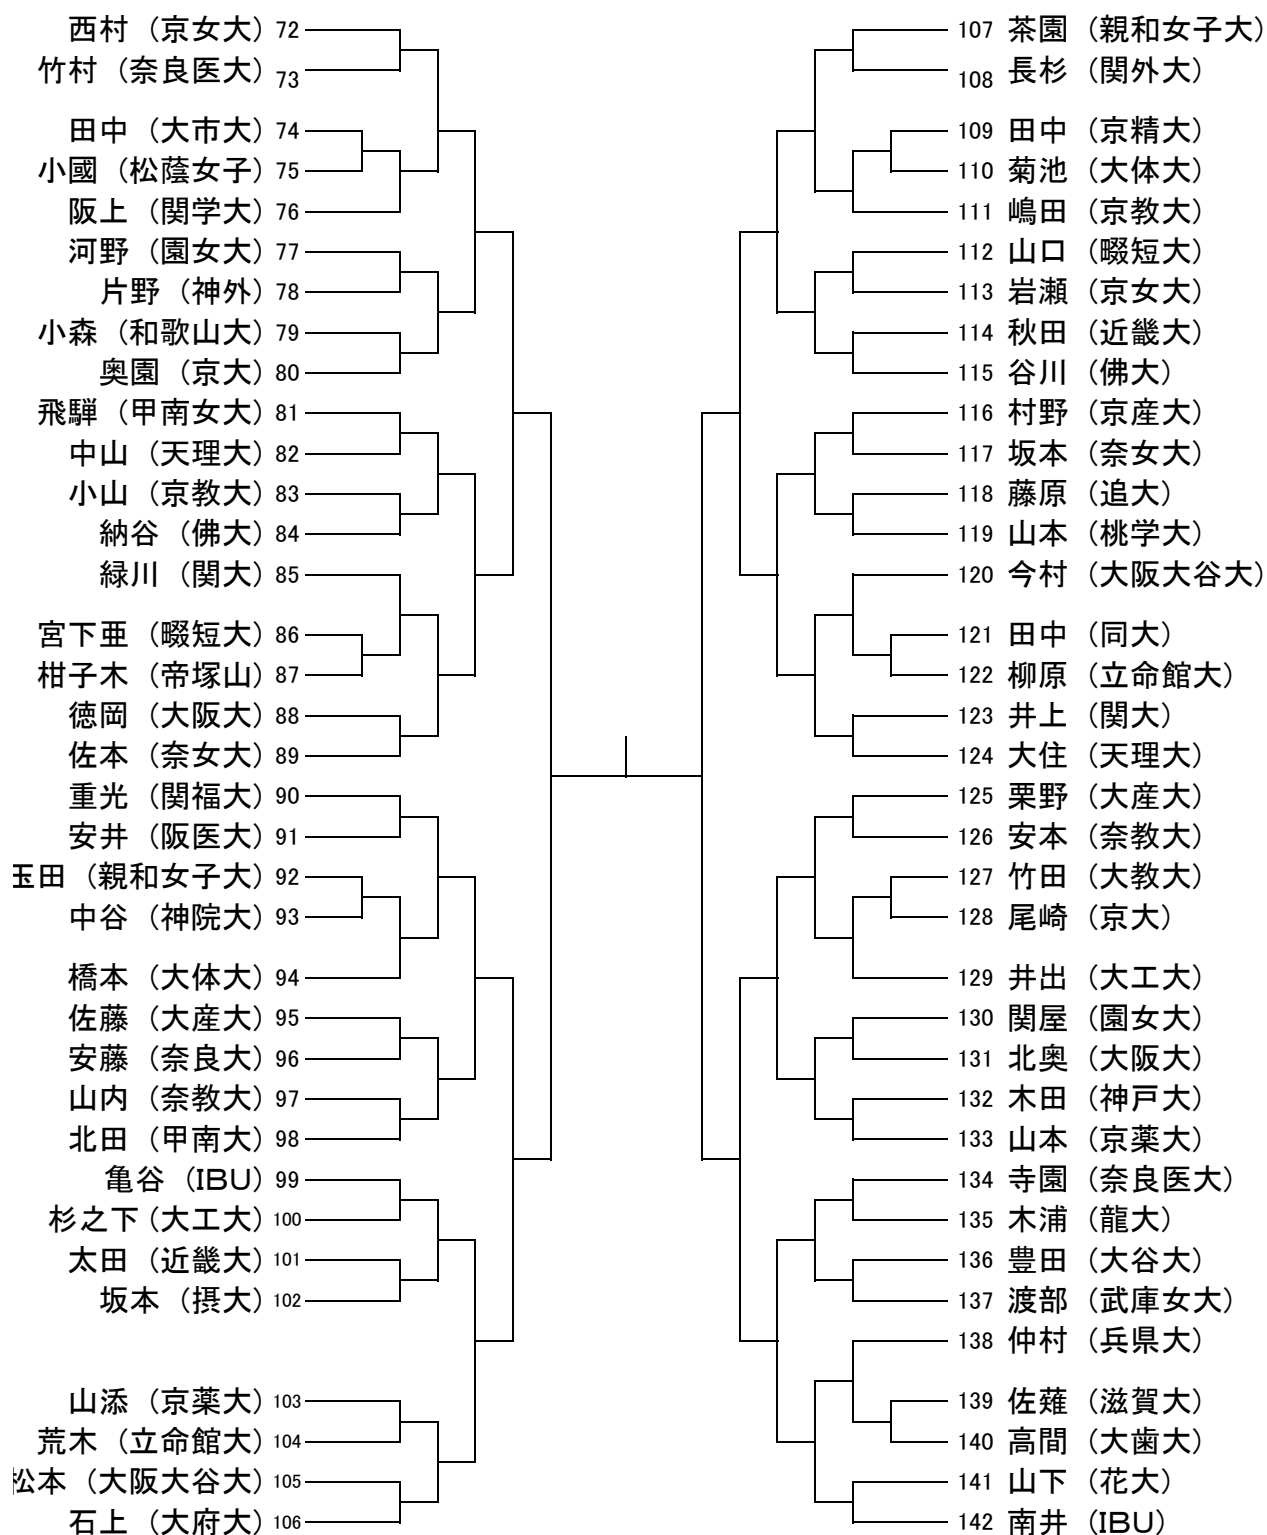 西村（京女大）72
竹村（奈良医大）73
田中（大市大）74
小國（松蔭女子）75
阪上（関学大）76
河野（園女大）77
片野（神外）78
小森（和歌山大）79
奥園（京大）80
飛騨（甲南女大）81
中山（天理大）82
小山（京教大）83
納谷（佛大）84
緑川（関大）85
宮下亜（畷短大）86
柑子木（帝塚山）87
徳岡（大阪大）88
佐本（奈女大）89
重光（関福大）90
安井（阪医大）91
玉田（親和女子大）92
中谷（神院大）93
橋本（大体大）94
佐藤（大産大）95
安藤（奈良大）96
山内（奈教大）97
北田（甲南大）98
亀谷（IBU）99
杉之下（大工大）100
太田（近畿大）101
坂本（摂大）102
山添（京薬大）103
荒木（立命館大）104
松本（大阪大谷大）105
石上（大府大）106
107 茶園（親和女子大）
108 長杉（関外大）
109 田中（京精大）
110 菊池（大体大）
111 嶋田（京教大）
112 山口（畷短大）
113 岩瀬（京女大）
114 秋田（近畿大）
115 谷川（佛大）
116 村野（京産大）
117 坂本（奈女大）
118 藤原（追大）
119 山本（桃学大）
120 今村（大阪大谷大）
121 田中（同大）
122 柳原（立命館大）
123 井上（関大）
124 大住（天理大）
125 栗野（大産大）
126 安本（奈教大）
127 竹田（大教大）
128 尾崎（京大）
129 井出（大工大）
130 関屋（園女大）
131 北奥（大阪大）
132 木田（神戸大）
133 山本（京薬大）
134 寺園（奈良医大）
135 木浦（龍大）
136 豊田（大谷大）
137 渡部（武庫女大）
138 仲村（兵県大）
139 佐薙（滋賀大）
140 高間（大歯大）
141 山下（花大）
142 南井（IBU）